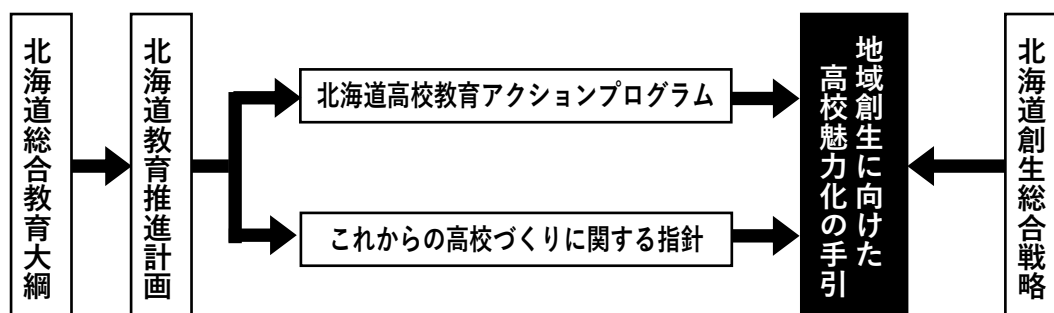 北海道総合教育大綱
北海道教育推進計画
北海道高校教育アクションプログラム
これからの高校づくりに関する指針
地域創生に向けた
高校魅力化の手引
北海道創生総合戦略